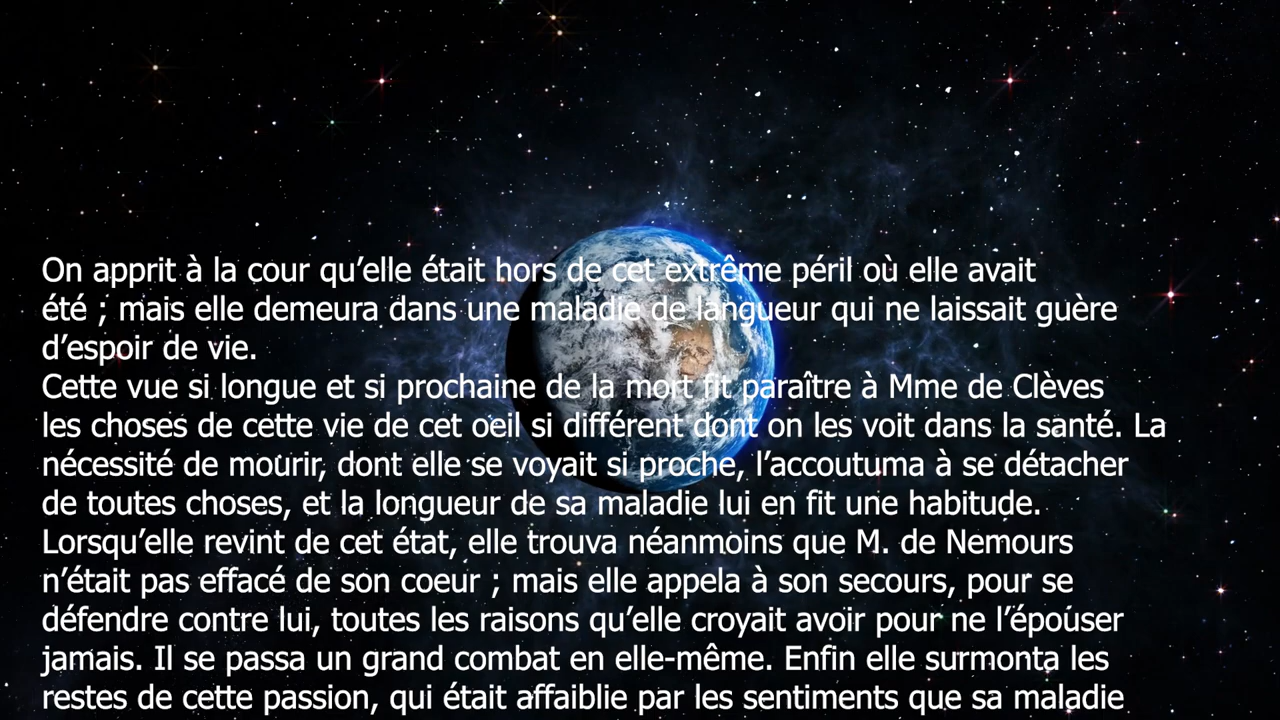 On apprit à la cour qu’elle était hors de cet extrême péril où elle avait
été ; mais elle demeura dans une maladie de langueur qui ne laissait guère
d’espoir de vie.
Cette vue si longue et si prochaine de la mort fit paraître à Mme de Clèves
les choses de cette vie de cet oeil si différent dont on les voit dans la santé. La
nécessité de mourir, dont elle se voyait si proche, l’accoutuma à se détacher
de toutes choses, et la longueur de sa maladie lui en fit une habitude.
Lorsqu’elle revint de cet état, elle trouva néanmoins que M. de Nemours
n’était pas effacé de son coeur ; mais elle appela à son secours, pour se
défendre contre lui, toutes les raisons qu’elle croyait avoir pour ne l’épouser
jamais. Il se passa un grand combat en elle-même. Enfin elle surmonta les
restes de cette passion, qui était affaiblie par les sentiments que sa maladie